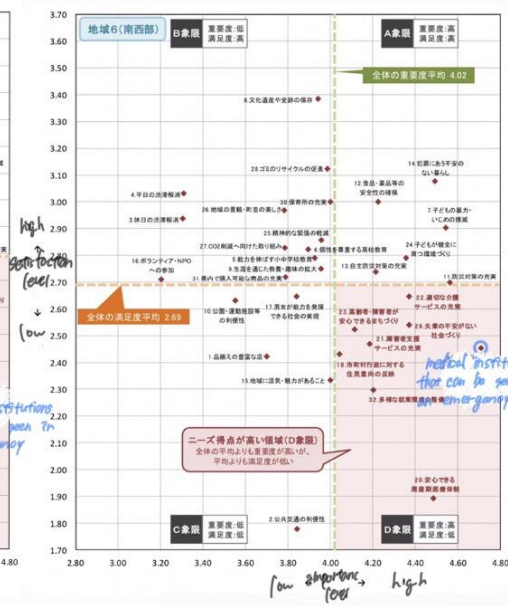 地域6(南西部)
B象限
重要度:低
満足度:高
A象限
重要度:高
満足度:高
全体の重要度平均 4.02
8.文化遺産や史跡の保存
28.ゴミのリサイクルの促進
14.犯罪にあう不安の
ない暮らし
12.食品・薬品等の
安全性の確保
4.平日の渋滞解消
30.保育所の充実
26.地域の景観・町並の美しさ
3.休日の渋滞解消
7.子どもの暴力・
いじめの撲滅
25.精神的な緊張の軽減
27.CO2削減へ向けた取り組み
6.個性を尊重する高校教育
24.子どもが健全に
育つ環境づくり
5.能力を伸ばす小中学校教育
16.ボランティア・NPO
への参加
9.生涯を通じた教養・趣味の拡大
13.自主防災対策の充実
31.県内で購入可能な商品の充実
11.防災対策の充実
全体の満足度平均 2.69
10.公園・運動施設等
の利便性
17.男女が能力を発揮
できる社会の実現
22.適切な介護
サービスの充実
23.高齢者・障害者が
安心できるまちづくり
29.失業の不安がない
社会づくり
21.障害者支援
サービスの充実
1.品揃えの豊富な店
18.市町村行政に対する
住民意向の反映
15.地域に活気・魅力があること
32.多様な就業環境の整備
ニーズ得点が高い領域(D象限)
全体の平均よりも重要度が高いが、
平均よりも満足度が低い
20.安心できる
周産期医療体制
2.公共交通の利便性
C象限
重要度:低
満足度:低
D象限
重要度:高
満足度:低
3.70
3.60
3.50
3.40
3.30
3.20
3.10
3.00
2.90
2.80
2.70
2.60
2.50
2.40
2.30
2.20
2.10
2.00
1.90
1.80
1.70
2.80 3.00 3.20 3.40 3.60 3.80 4.00 4.20 4.40 4.60 4.80
4.80
high
satisfaction
level
low
medical
that can be
emergency
low importance high
level